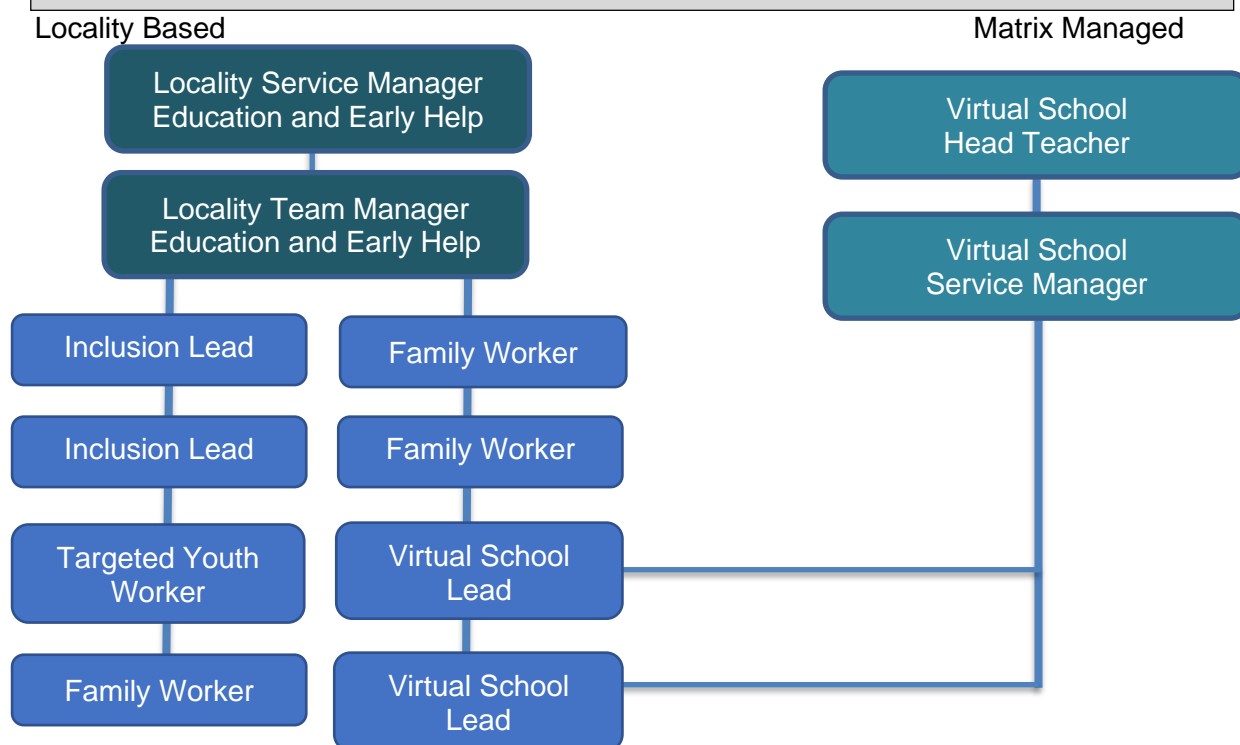 Locality Based
Matrix Managed
Locality Service Manager
Education and Early Help
Virtual School
Head Teacher
Locality Team Manager
Education and Early Help
Virtual School
Service Manager
Inclusion Lead
Family Worker
Inclusion Lead
Family Worker
Targeted Youth
Worker
Virtual School
Lead
Family Worker
Virtual School
Lead